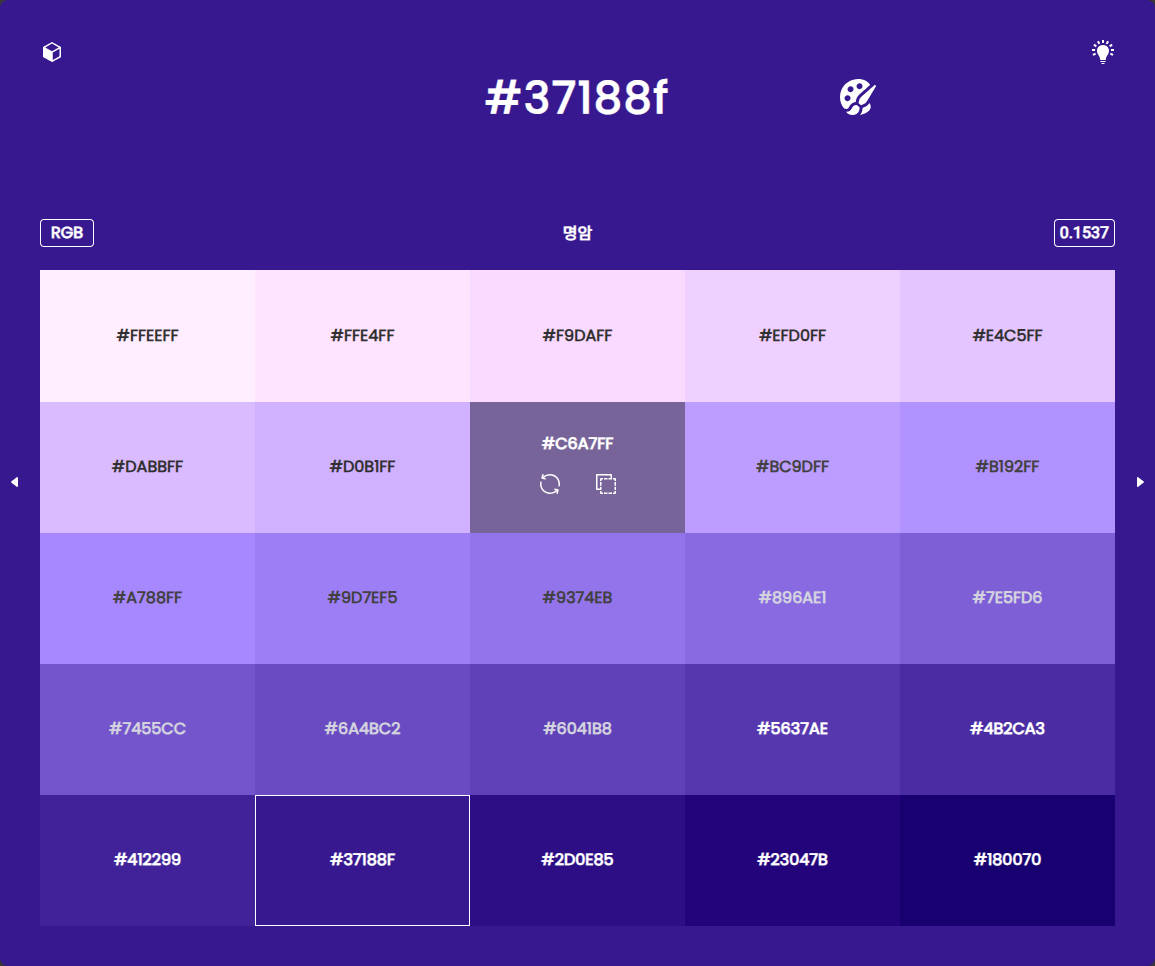 #37188f
RGB 명암 0.1537
#FFEEFF #FFE4FF #F9DAFF #EFD0FF #E4C5FF
#DABBFF #D0B1FF #C6A7FF #BC9DFF #B192FF
#A788FF #9D7EF5 #9374EB #896AE1 #7E5FD6
#7455CC #6A4BC2 #6041B8 #5637AE #4B2CA3
#412299 #37188F #2D0E85 #23047B #180070